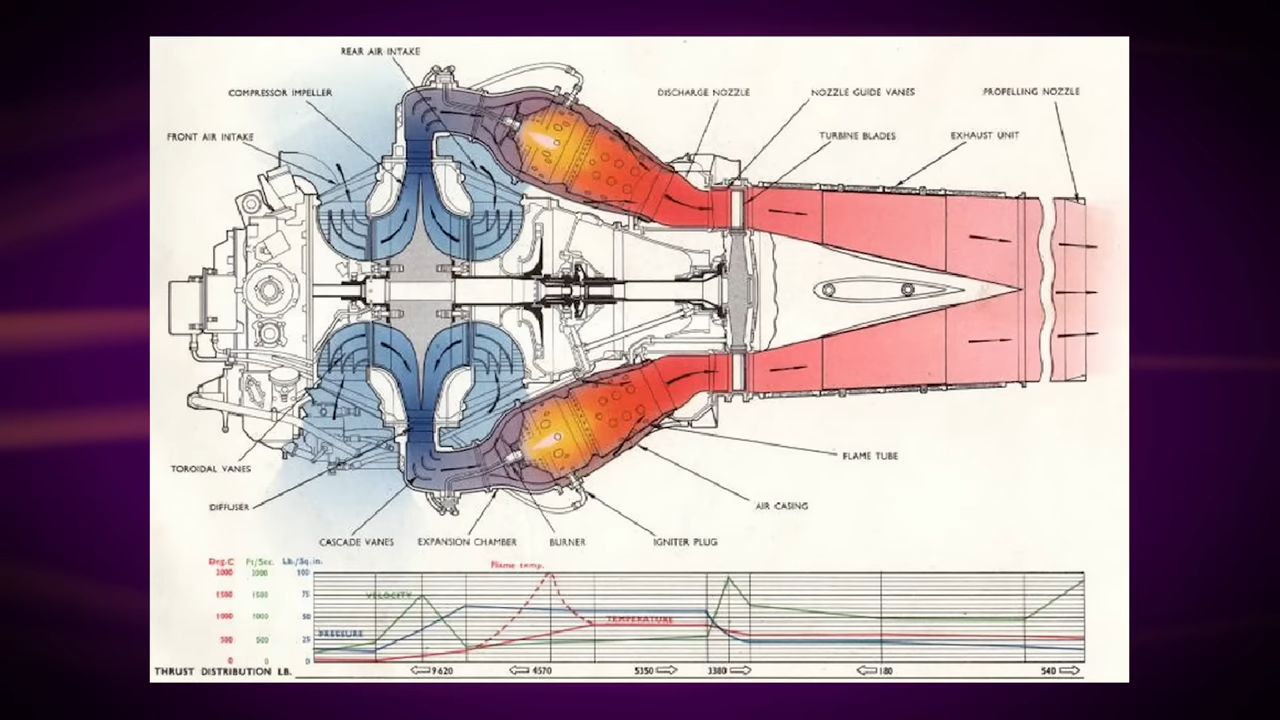 REAR AIR INTAKE
COMPRESSOR IMPELLER
DISCHARGE NOZZLE
NOZZLE GUIDE VANES
PROPELLING NOZZLE
FRONT AIR INTAKE
TURBINE BLADES
EXHAUST UNIT
FLAME TUBE
TOROIDAL VANES
DIFFUSER
AIR CASING
CASCADE VANES
EXPANSION CHAMBER
BURNER
IGNITER PLUG
Deg.C Ft/Sec. Lb./Sq.in.
Flame temp.
2000 2000 100
1500 1500 75
VELOCITY
1000 1000 50
TEMPERATURE
PRESSURE
500 500 25
0 0 0
THRUST DISTRIBUTION LB. 9620 4570 5350 3380 180 540